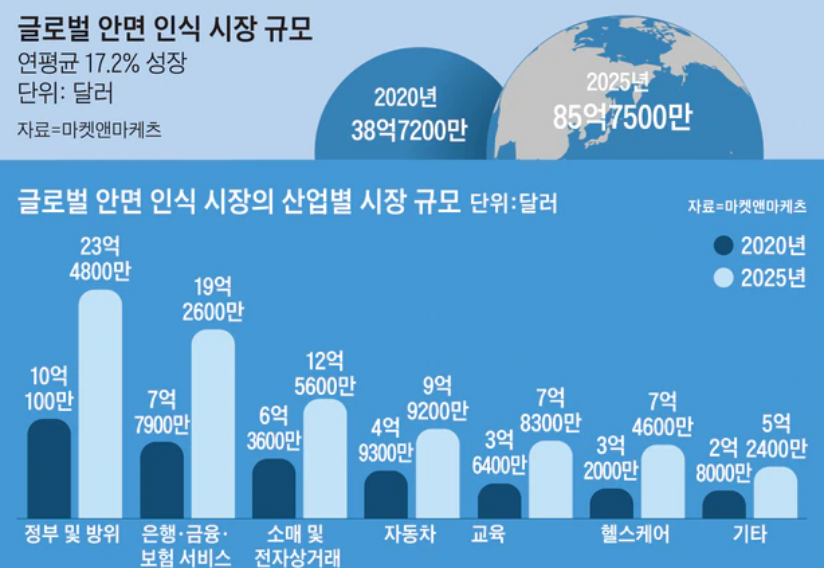 글로벌 안면 인식 시장 규모
연평균 17.2% 성장
단위: 달러
자료=마켓앤마케츠
2020년
38억7200만
2025년
85억7500만
글로벌 안면 인식 시장의 산업별 시장 규모 단위:달러
자료=마켓앤마케츠
2020년
2025년
10억
100만
23억
4800만
정부 및 방위
7억
7900만
19억
2600만
은행·금융·
보험 서비스
6억
3600만
12억
5600만
소매 및
전자상거래
4억
9300만
9억
9200만
자동차
3억
6400만
7억
8300만
교육
3억
2000만
7억
4600만
헬스케어
2억
8000만
5억
2400만
기타